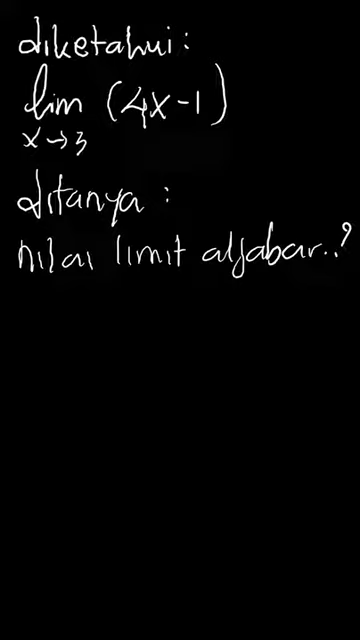 diketahui:
lim (4x-1)
x→3
ditanya:
nilai limit aljabar..?